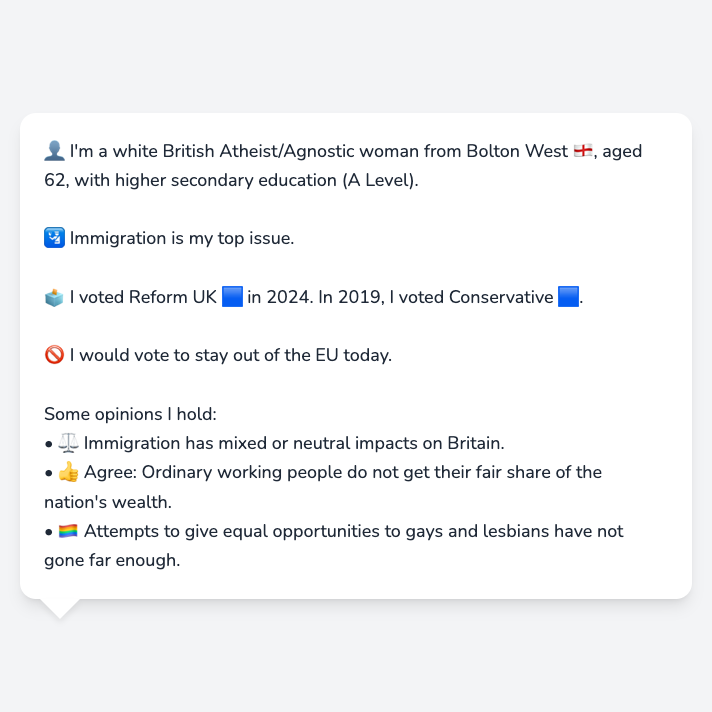 👤 I'm a white British Atheist/Agnostic woman from Bolton West 🏴󠁧󠁢󠁥󠁮󠁧󠁿, aged
62, with higher secondary education (A Level).
🛂 Immigration is my top issue.
🗳️ I voted Reform UK 🟦 in 2024. In 2019, I voted Conservative 🟦.
🚫 I would vote to stay out of the EU today.
Some opinions I hold:
• ⚖️ Immigration has mixed or neutral impacts on Britain.
• 👍 Agree: Ordinary working people do not get their fair share of the
nation's wealth.
• 🏳️‍🌈 Attempts to give equal opportunities to gays and lesbians have not
gone far enough.